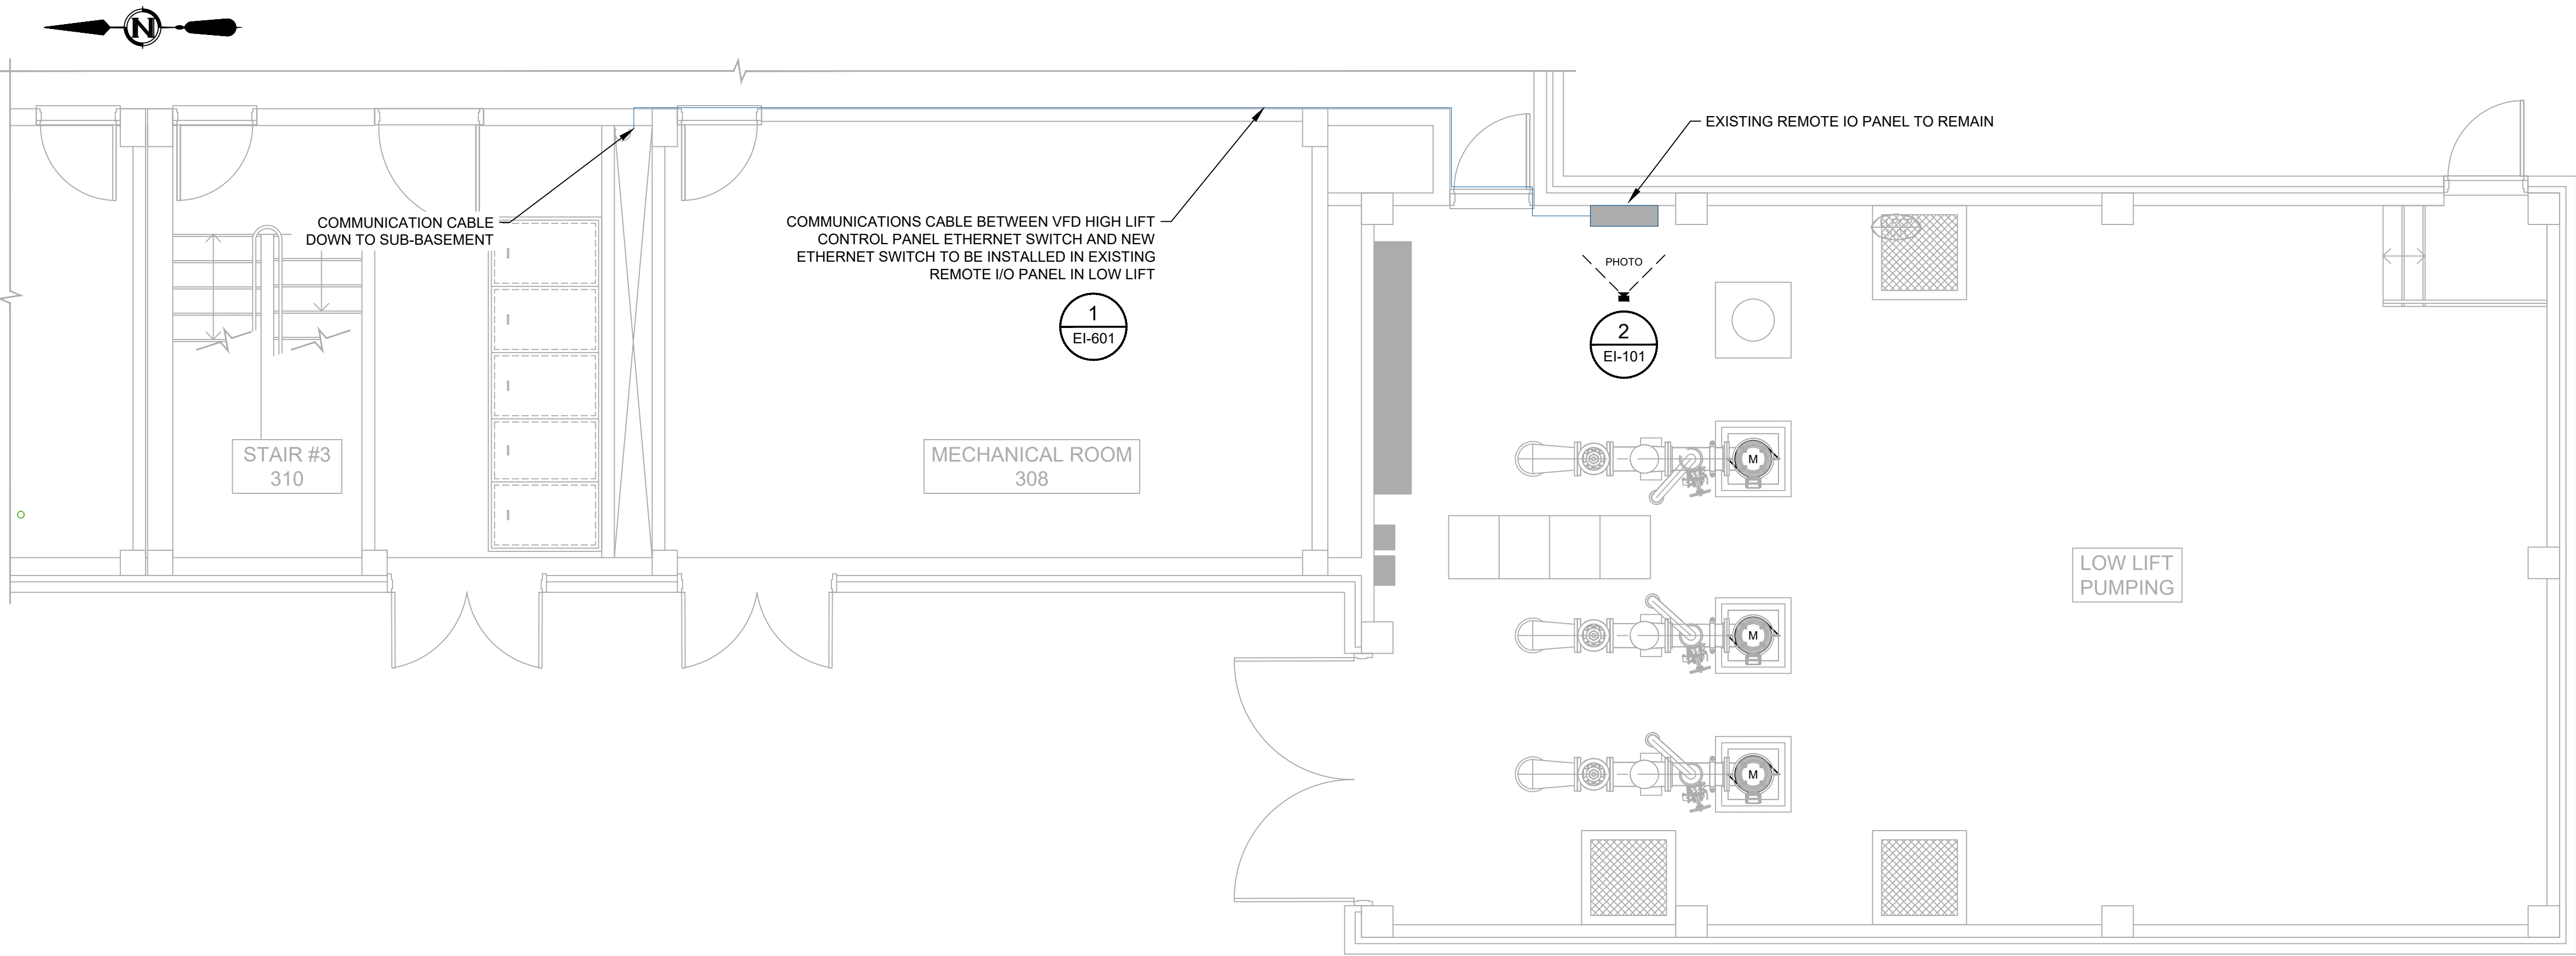 N
EXISTING REMOTE IO PANEL TO REMAIN
COMMUNICATION CABLE
DOWN TO SUB-BASEMENT
COMMUNICATIONS CABLE BETWEEN VFD HIGH LIFT
CONTROL PANEL ETHERNET SWITCH AND NEW
ETHERNET SWITCH TO BE INSTALLED IN EXISTING
REMOTE I/O PANEL IN LOW LIFT
1
EI-601
PHOTO
2
EI-101
STAIR #3
310
MECHANICAL ROOM
308
M
LOW LIFT
PUMPING
M
M